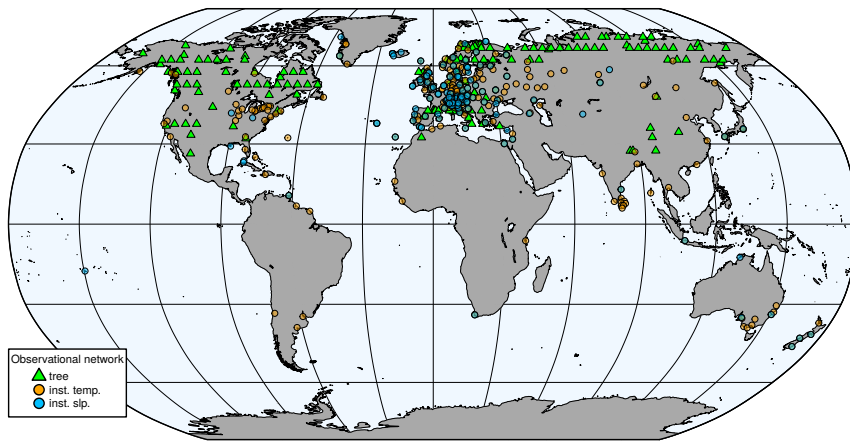 Observational network
tree
inst. temp.
inst. slp.